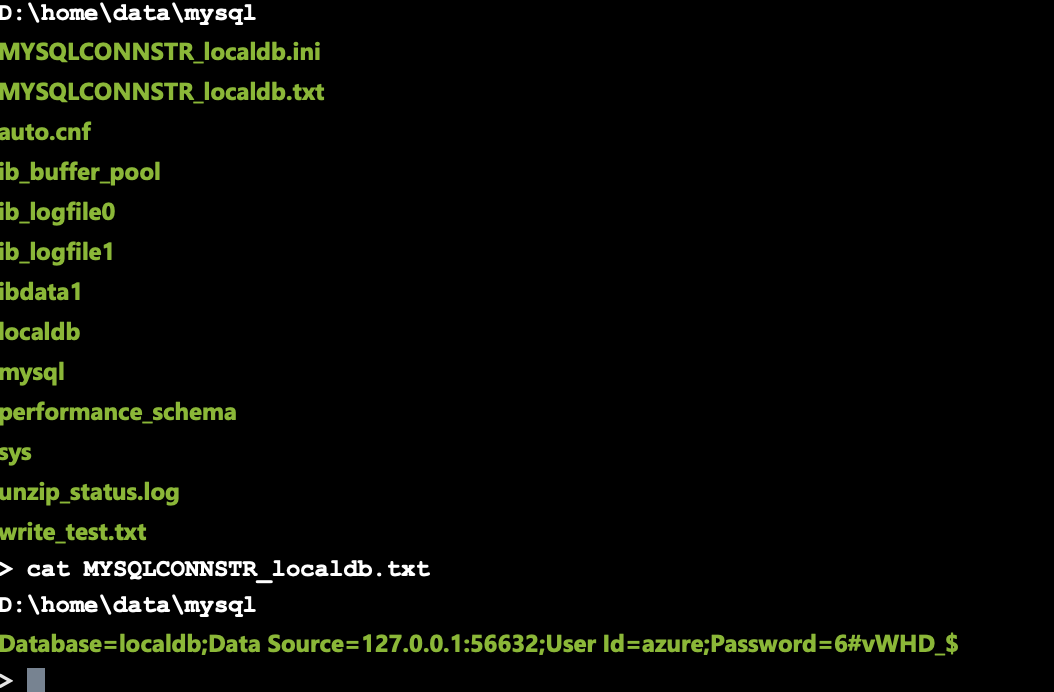 D:\home\data\mysql
MYSQLCONNSTR_localdb.ini
MYSQLCONNSTR_localdb.txt
auto.cnf
ib_buffer_pool
ib_logfile0
ib_logfile1
ibdata1
localdb
mysql
performance_schema
sys
unzip_status.log
write_test.txt
> cat MYSQLCONNSTR_localdb.txt
D:\home\data\mysql
Database=localdb;Data Source=127.0.0.1:56632;User Id=azure;Password=6#vWHD_$
>